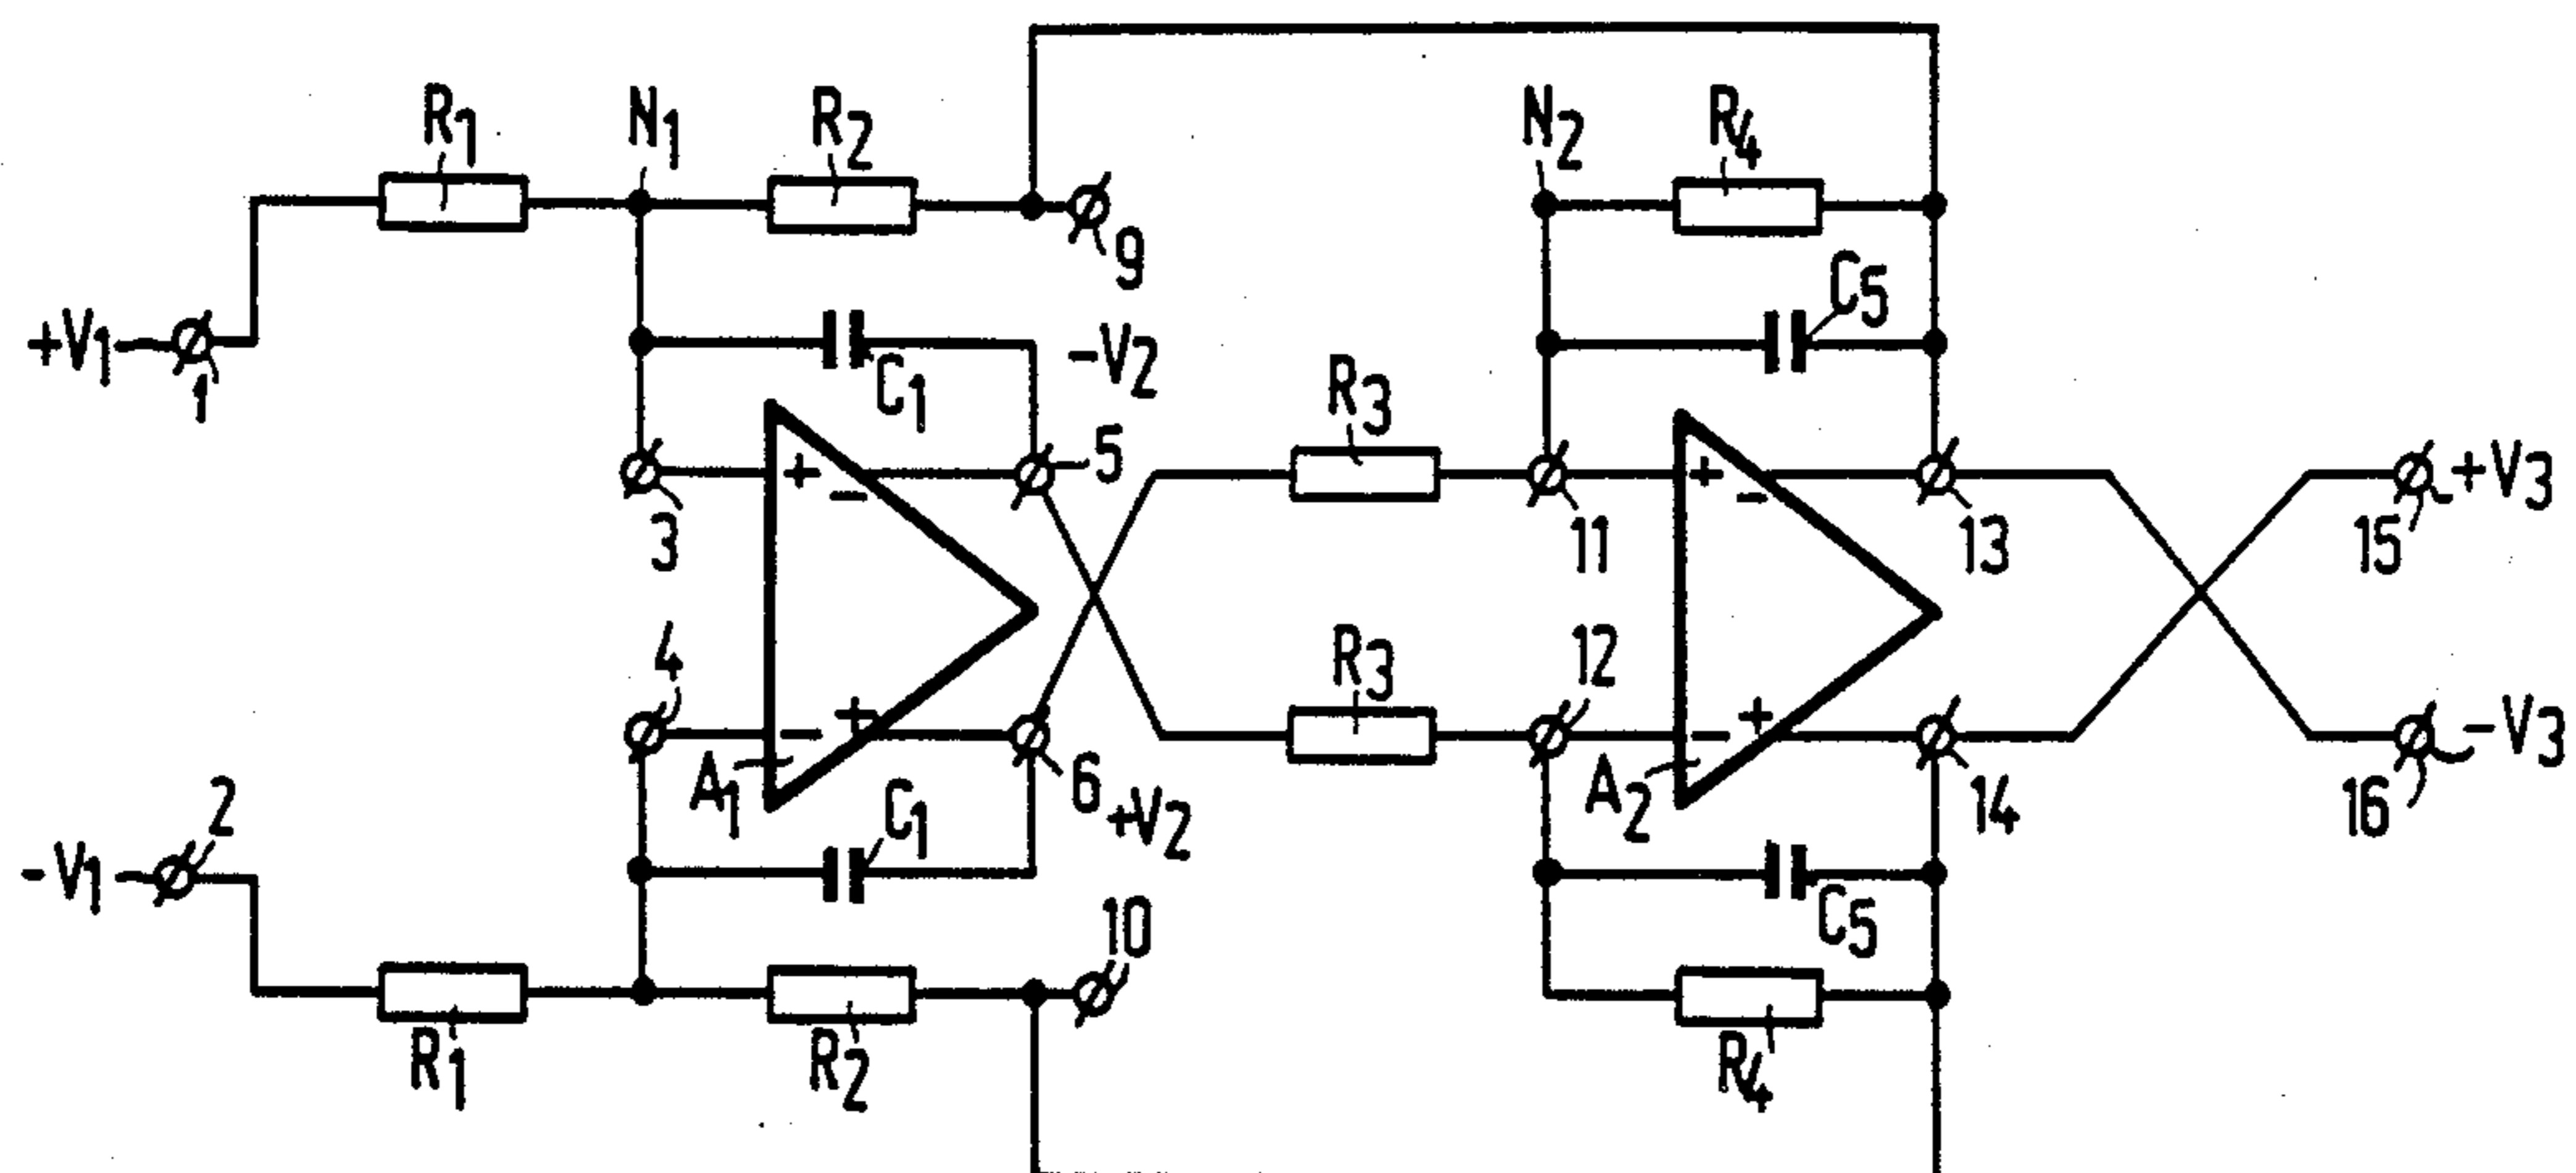 R1 N1 R2 N2 R4
9 C5
+V1 1 C1 -V2 R3
+ - 5 + -
3 11 13 15 +V3
4 R3 12
- + 6 - + 16 -V3
A1 C1 +V2 A2 14
2
-V1 10 C5
R1 R2 R4